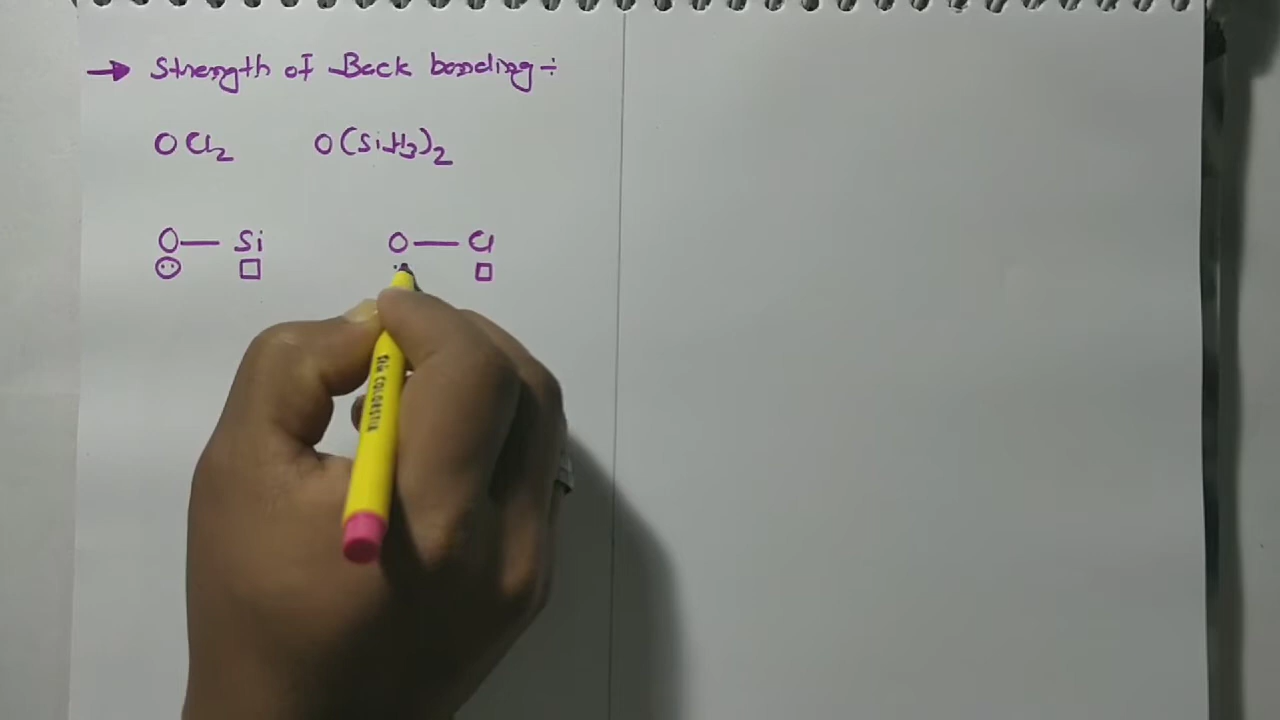 → Strength of Back bonding ÷
OCl2 O(SiH3)2
O — Si O — Cl